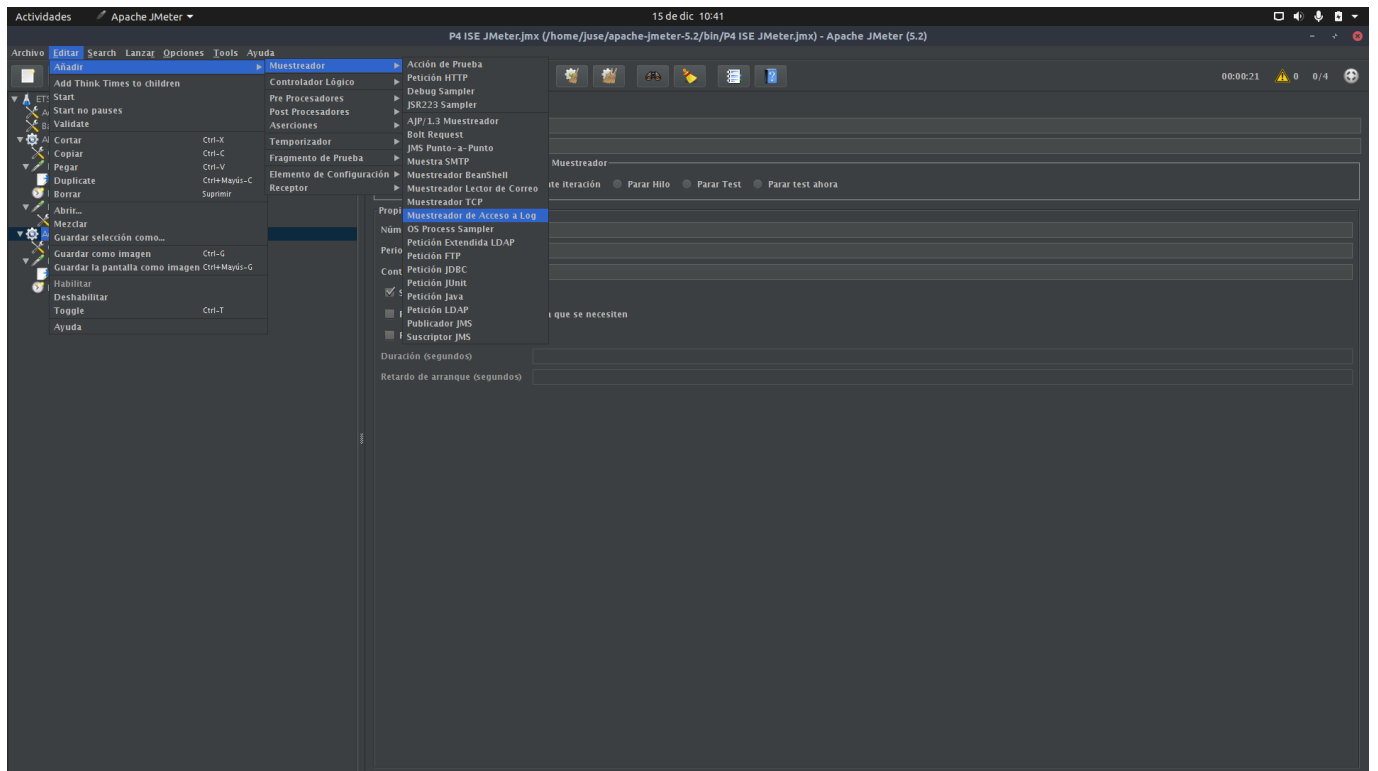 Actividades Apache JMeter 15 de dic 10:41
P4 ISE JMeter.jmx (/home/juse/apache-jmeter-5.2/bin/P4 ISE JMeter.jmx) - Apache JMeter (5.2)
Archivo Editar Search Lanzar Opciones Tools Ayuda
00:00:21 0 0/4
Añadir
Add Think Times to children
Start
Start no pauses
Validate
Cortar Ctrl-X
Copiar Ctrl-C
Pegar Ctrl-V
Duplicate Ctrl+Mayús-C
Borrar Suprimir
Abrir...
Mezclar
Guardar selección como...
Guardar como imagen Ctrl-G
Guardar la pantalla como imagen Ctrl+Mayús-G
Habilitar
Deshabilitar
Toggle Ctrl-T
Ayuda
Muestreador
Controlador Lógico
Pre Procesadores
Post Procesadores
Aserciones
Temporizador
Fragmento de Prueba
Elemento de Configuración
Receptor
Acción de Prueba
Petición HTTP
Debug Sampler
JSR223 Sampler
AJP/1.3 Muestreador
Bolt Request
JMS Punto-a-Punto
Muestra SMTP
Muestreador BeanShell
Muestreador Lector de Correo
Muestreador TCP
Muestreador de Acceso a Log
OS Process Sampler
Petición Extendida LDAP
Petición FTP
Petición JDBC
Petición JUnit
Petición Java
Petición LDAP
Publicador JMS
Suscriptor JMS
Muestreador
iteración Parar Hilo Parar Test Parar test ahora
que se necesiten
Duración (segundos)
Retardo de arranque (segundos)